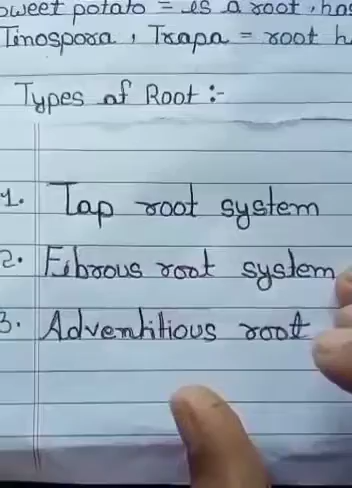 Sweet potato = is a root, has
Tinospora, Trapa = root h
Types of Root :-
1. Tap root system
2. Fibrous root system
3. Adventitious root